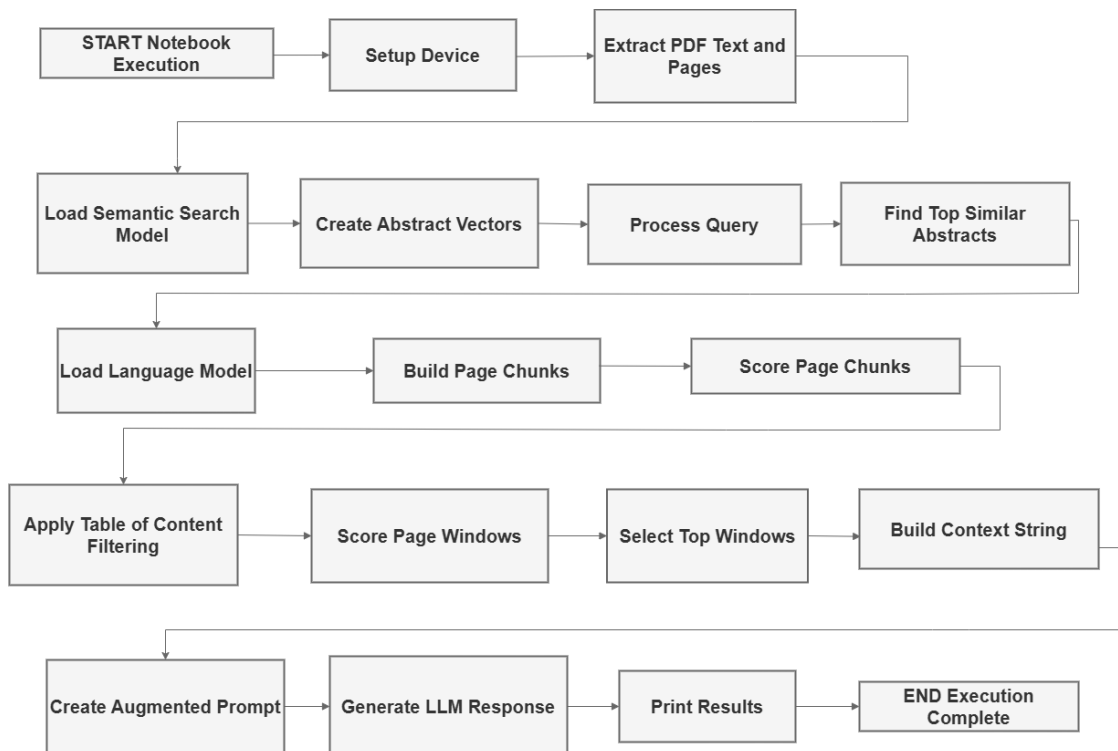 START Notebook
Execution
Setup Device
Extract PDF Text and
Pages
Load Semantic Search
Model
Create Abstract Vectors
Process Query
Find Top Similar
Abstracts
Load Language Model
Build Page Chunks
Score Page Chunks
Apply Table of Content
Filtering
Score Page Windows
Select Top Windows
Build Context String
Create Augmented Prompt
Generate LLM Response
Print Results
END Execution
Complete